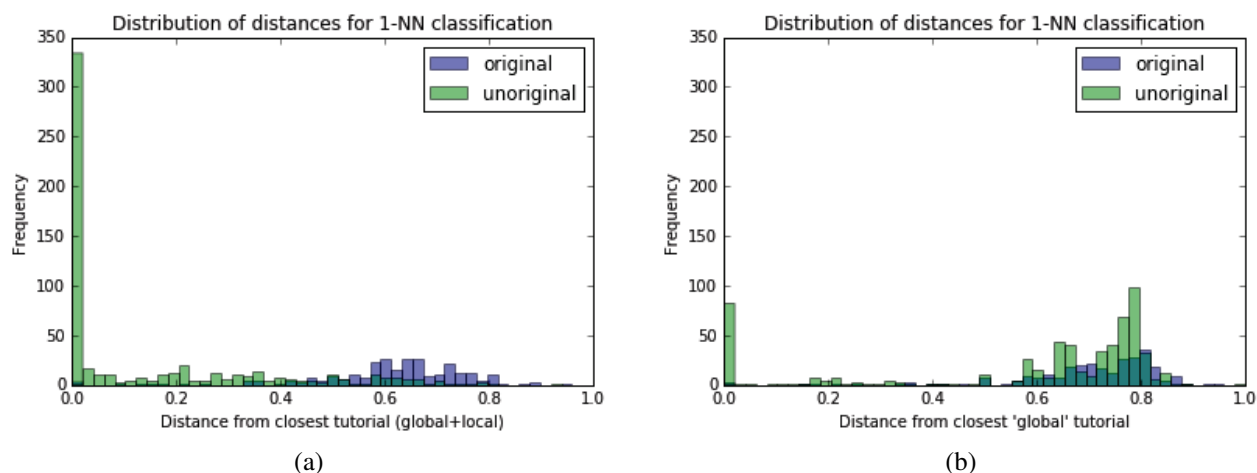 Distribution of distances for 1-NN classification
350
300
250
200
150
100
50
0
Frequency
original
unoriginal
0.0 0.2 0.4 0.6 0.8 1.0
Distance from closest tutorial (global+local)
(a)
Distribution of distances for 1-NN classification
350
300
250
200
150
100
50
0
Frequency
original
unoriginal
0.0 0.2 0.4 0.6 0.8 1.0
Distance from closest 'global' tutorial
(b)